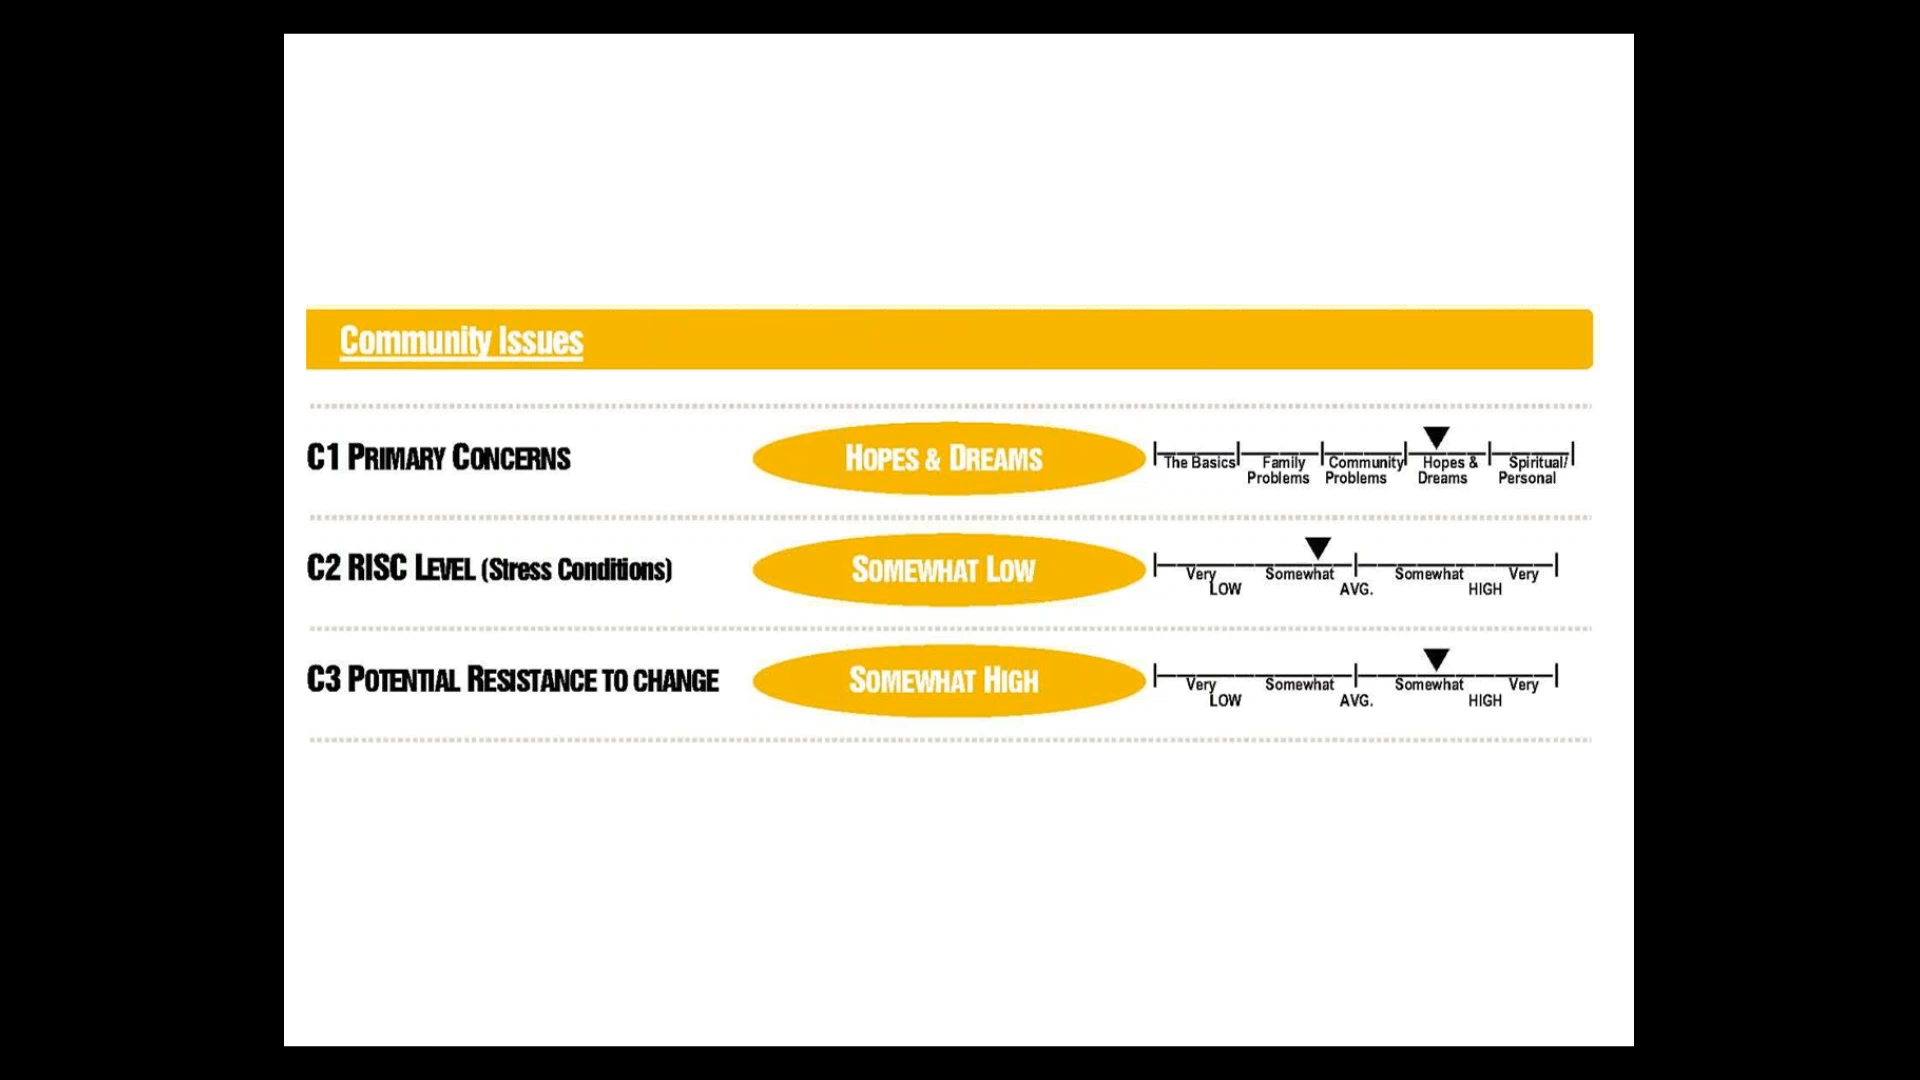 Community Issues
C1 PRIMARY CONCERNS
HOPES & DREAMS
The Basics Family Community Hopes & Spiritual/
Problems Problems Dreams Personal
C2 RISC LEVEL (Stress Conditions)
SOMEWHAT LOW
Very Somewhat Somewhat Very
LOW AVG. HIGH
C3 POTENTIAL RESISTANCE TO CHANGE
SOMEWHAT HIGH
Very Somewhat Somewhat Very
LOW AVG. HIGH